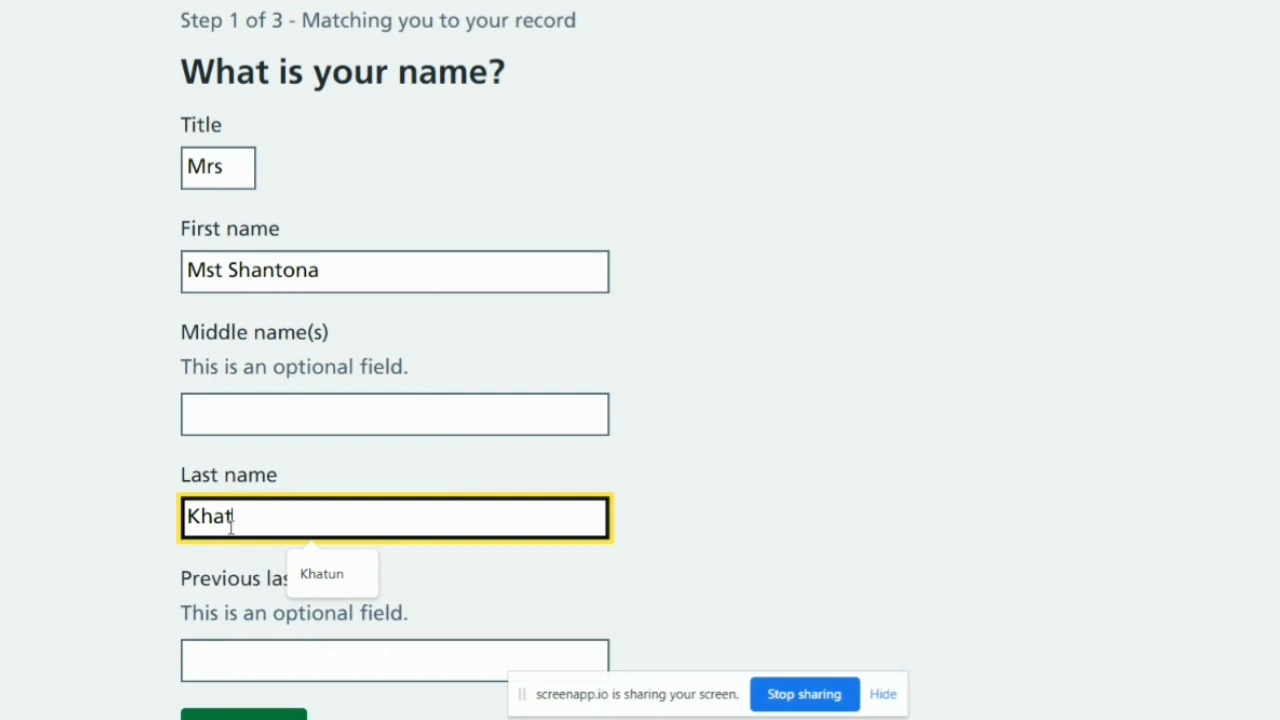 Step 1 of 3 - Matching you to your record
What is your name?
Title
Mrs
First name
Mst Shantona
Middle name(s)
This is an optional field.
Last name
Khat
Khatun
Previous las
This is an optional field.
screenapp.io is sharing your screen. Stop sharing Hide